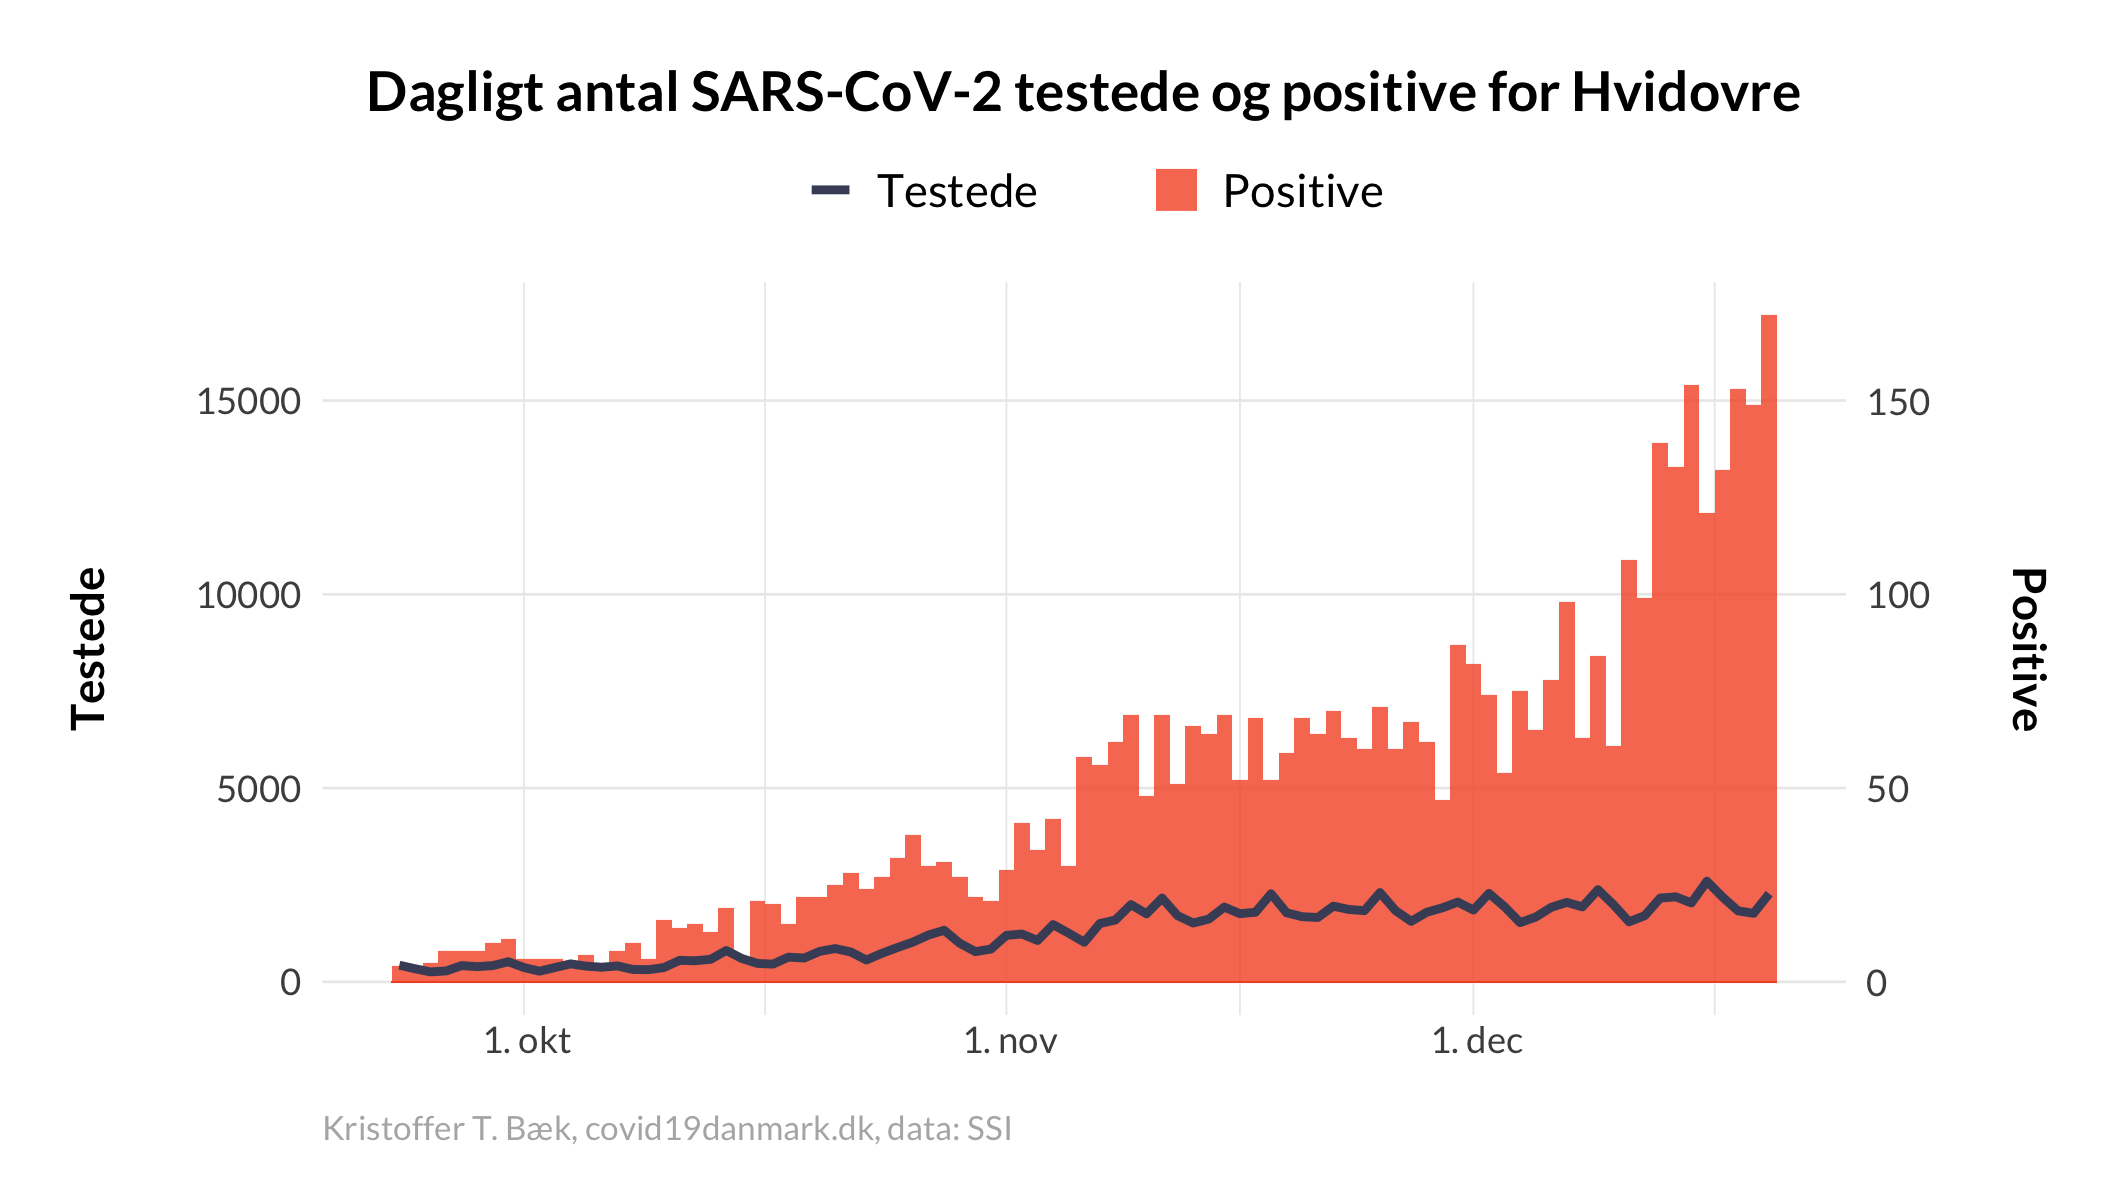 Dagligt antal SARS-CoV-2 testede og positive for Hvidovre
Testede
Positive
Testede
15000
10000
5000
0
150
100
50
0
Positive
1. okt
1. nov
1. dec
Kristoffer T. Bæk, covid19danmark.dk, data: SSI